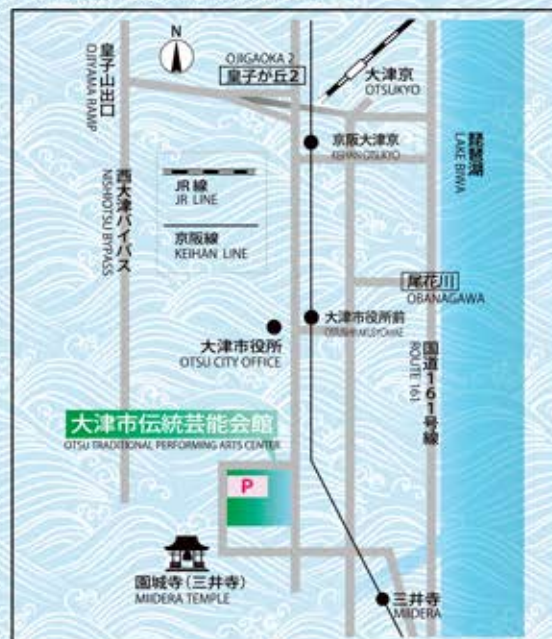 N
OJIGAOKA 2
皇子が丘2
大津京
OTSUKYO
皇子山出口
OJIYAMA RAMP
京阪大津京
KEIHAN OTSUKYO
琵琶湖
LAKE BIWA
西大津バイパス
NISHIOTSU BYPASS
JR線
JR LINE
京阪線
KEIHAN LINE
尾花川
OBANAGAWA
大津市役所前
大津市役所
OTSU CITY OFFICE
国道161号線
ROUTE 161
大津市伝統芸能会館
OTSU TRADITIONAL PERFORMING ARTS CENTER
P
園城寺(三井寺)
MIIDERA TEMPLE
三井寺
MIIDERA